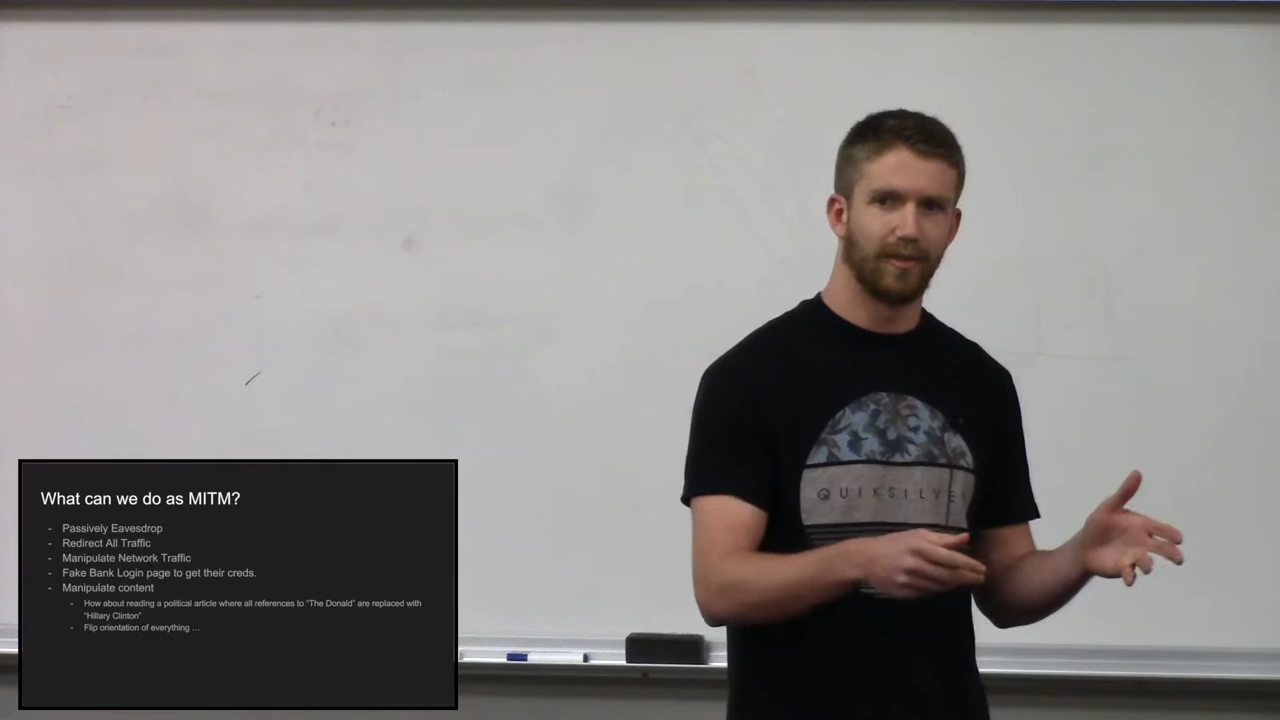 What can we do as MITM?
- Passively Eavesdrop
- Redirect All Traffic
- Manipulate Network Traffic
- Fake Bank Login page to get their creds.
- Manipulate content
- How about reading a political article where all references to "The Donald" are replaced with
"Hillary Clinton"
- Flip orientation of everything ...
QUIKSILVER